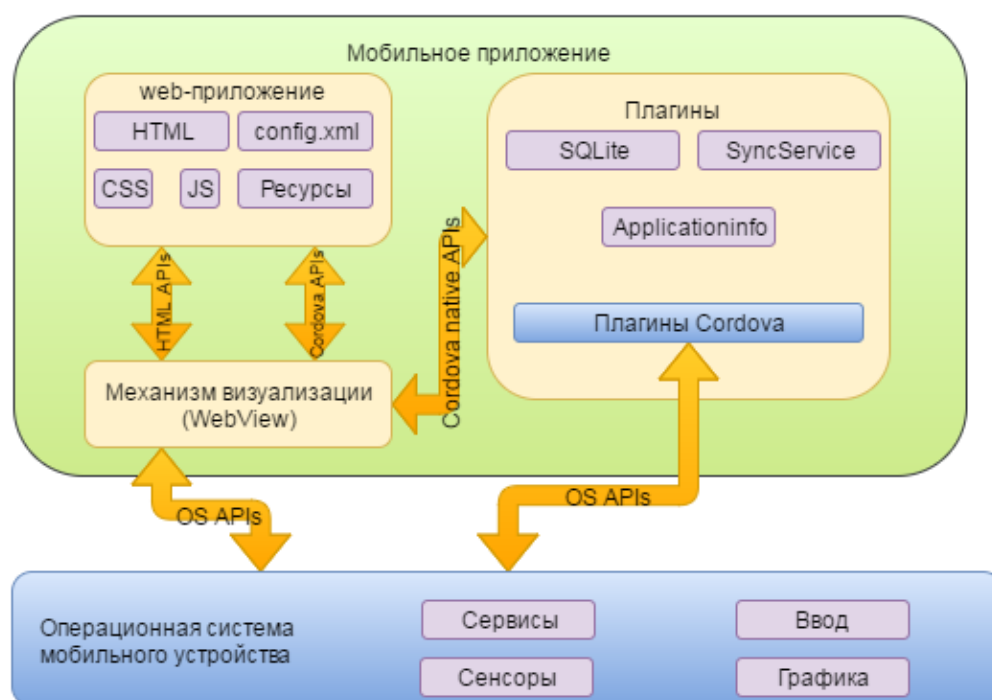 Мобильное приложение
web-приложение
HTML
config.xml
CSS
JS
Ресурсы
Плагины
SQLite
SyncService
Applicationinfo
Плагины Cordova
HTML APIs
Cordova APIs
Cordova native APIs
Механизм визуализации
(WebView)
OS APIs
OS APIs
Операционная система
мобильного устройства
Сервисы
Ввод
Сенсоры
Графика